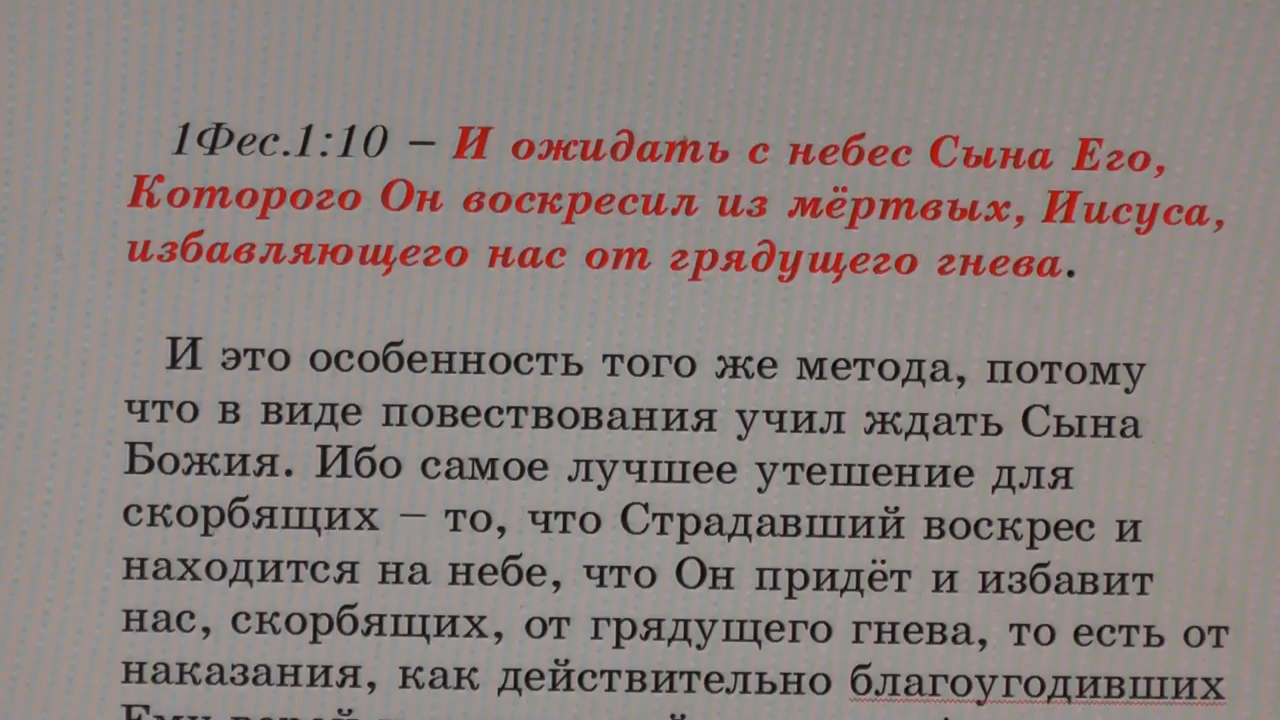 1Фес.1:10 – И ожидать с небес Сына Его,
Которого Он воскресил из мёртвых, Иисуса,
избавляющего нас от грядущего гнева.
И это особенность того же метода, потому
что в виде повествования учил ждать Сына
Божия. Ибо самое лучшее утешение для
скорбящих – то, что Страдавший воскрес и
находится на небе, что Он придёт и избавит
нас, скорбящих, от грядущего гнева, то есть от
наказания, как действительно благоугодивших